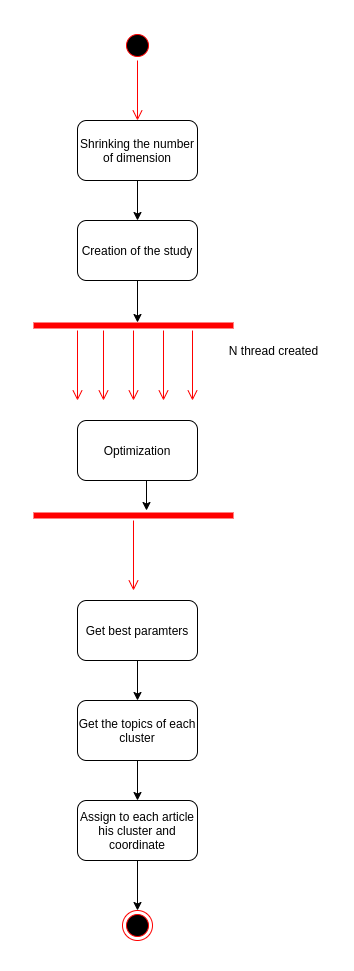 Shrinking the number
of dimension
Creation of the study
N thread created
Optimization
Get best paramters
Get the topics of each
cluster
Assign to each article
his cluster and
coordinate